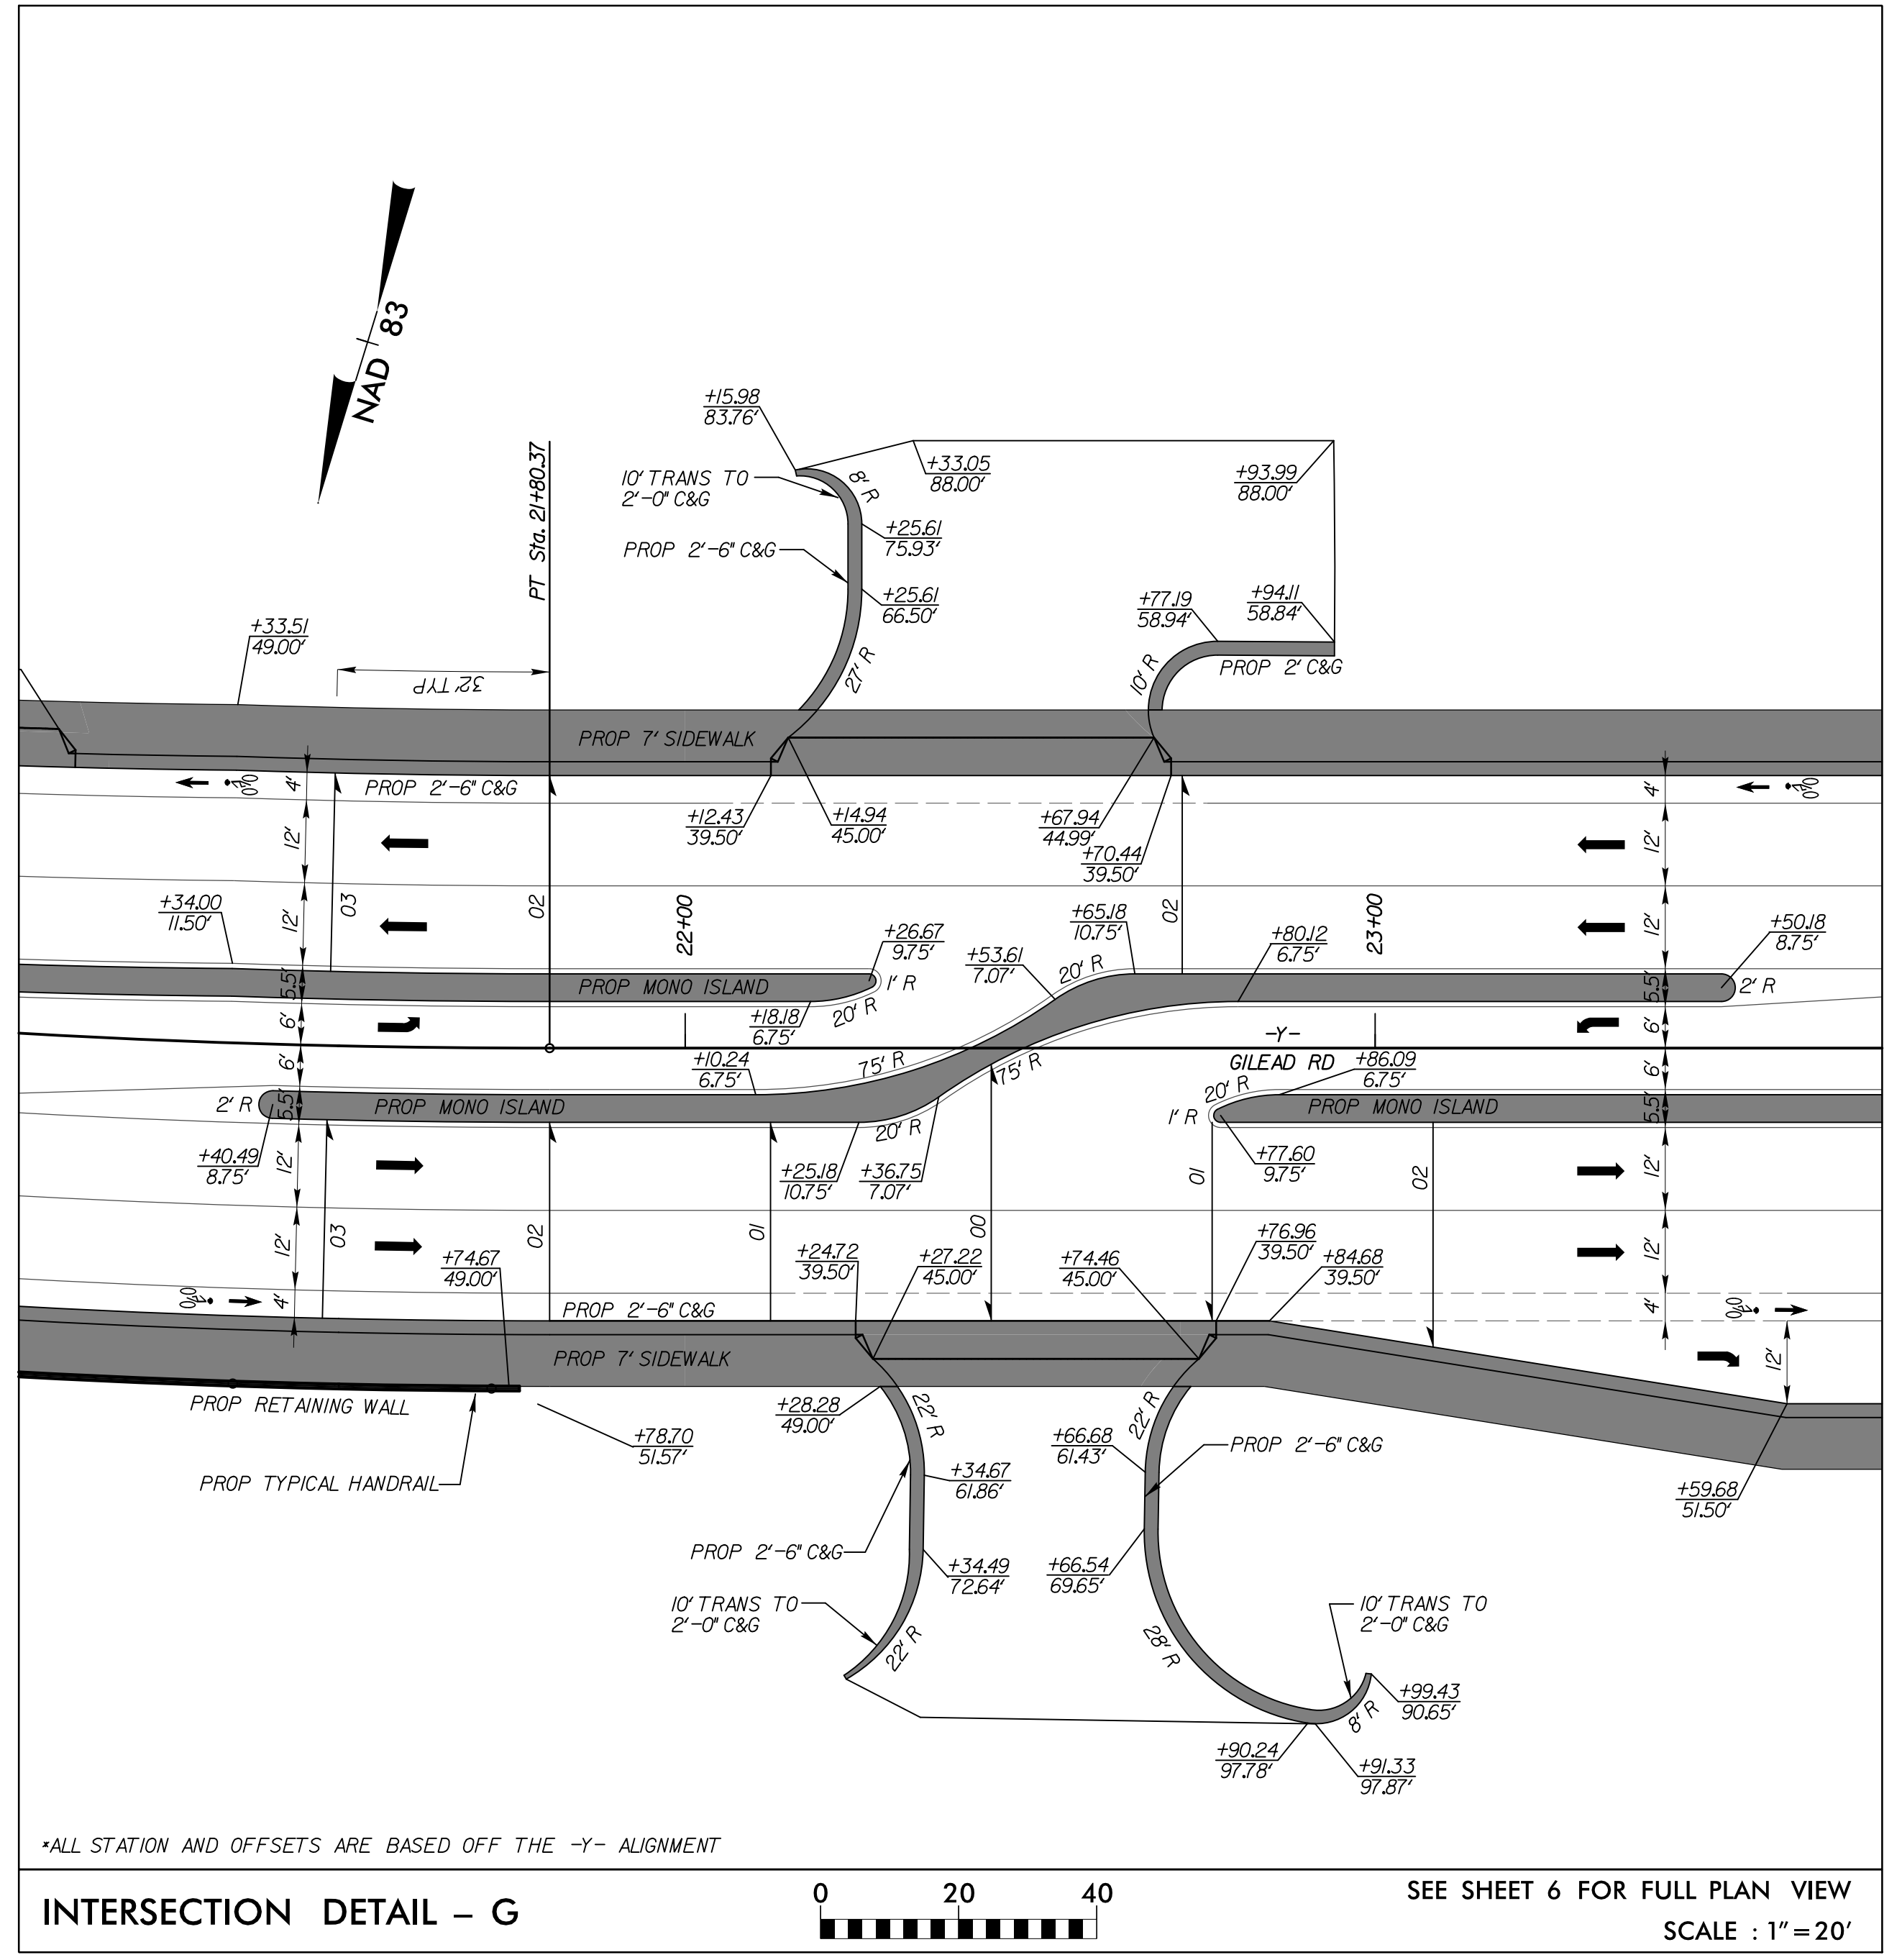 NAD 83
+15.98
83.76'
10' TRANS TO
2'-0" C&G
8' R
+33.05
88.00'
+93.99
88.00'
PT Sta. 21+80.37
PROP 2'-6" C&G
+25.61
75.93'
+25.61
66.50'
+77.19
58.94'
+94.11
58.84'
+33.51
49.00'
32' TYP
27' R
10' R
PROP 2' C&G
PROP 7' SIDEWALK
4'
PROP 2'-6" C&G
+12.43
39.50'
+14.94
45.00'
+67.94
44.99'
+70.44
39.50'
4'
12'
12'
03
02
12'
12'
+34.00
11.50'
22+00
+26.67
9.75'
+65.18
10.75'
02
+80.12
6.75'
23+00
+50.18
8.75'
+53.61
7.07'
20' R
5.5'
PROP MONO ISLAND
1' R
5.5'
2' R
6'
+18.18
6.75'
20' R
6'
-Y-
GILEAD RD
6'
+10.24
6.75'
75' R
75' R
+86.09
6.75'
6'
2' R
5.5'
PROP MONO ISLAND
20' R
20' R
1' R
PROP MONO ISLAND
5.5'
+40.49
8.75'
12'
+25.18
10.75'
+36.75
7.07'
01
+77.60
9.75'
02
12'
03
02
01
00
12'
+74.67
49.00'
+24.72
39.50'
+27.22
45.00'
+74.46
45.00'
+76.96
39.50'
+84.68
39.50'
12'
4'
PROP 2'-6" C&G
4'
PROP 7' SIDEWALK
12'
PROP RETAINING WALL
+28.28
49.00'
22' R
22' R
+78.70
51.57'
+66.68
61.43'
PROP 2'-6" C&G
PROP TYPICAL HANDRAIL
+34.67
61.86'
+59.68
51.50'
PROP 2'-6" C&G
+34.49
72.64'
+66.54
69.65'
10' TRANS TO
2'-0" C&G
22' R
28' R
10' TRANS TO
2'-0" C&G
8' R
+99.43
90.65'
+90.24
97.78'
+91.33
97.87'
*ALL STATION AND OFFSETS ARE BASED OFF THE -Y- ALIGNMENT
INTERSECTION DETAIL – G
0 20 40
SEE SHEET 6 FOR FULL PLAN VIEW
SCALE : 1"=20'